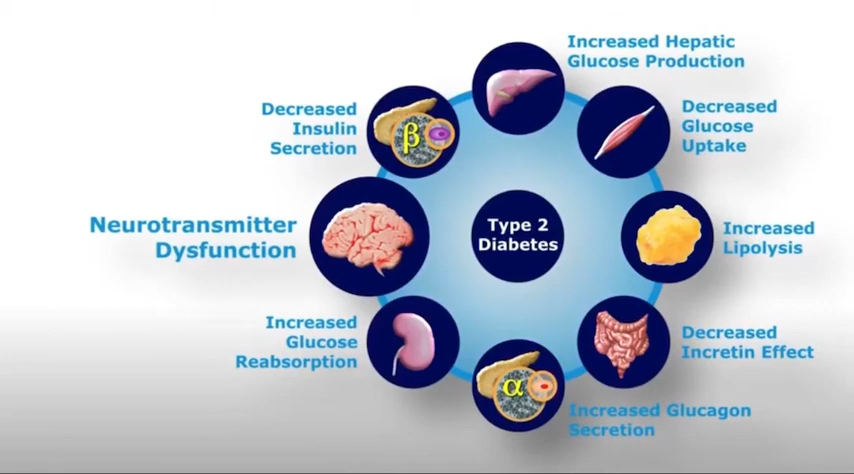 Increased Hepatic
Glucose Production
Decreased
Insulin
Secretion
β
Decreased
Glucose
Uptake
Neurotransmitter
Dysfunction
Type 2
Diabetes
Increased
Lipolysis
Increased
Glucose
Reabsorption
Decreased
Incretin Effect
α
Increased Glucagon
Secretion